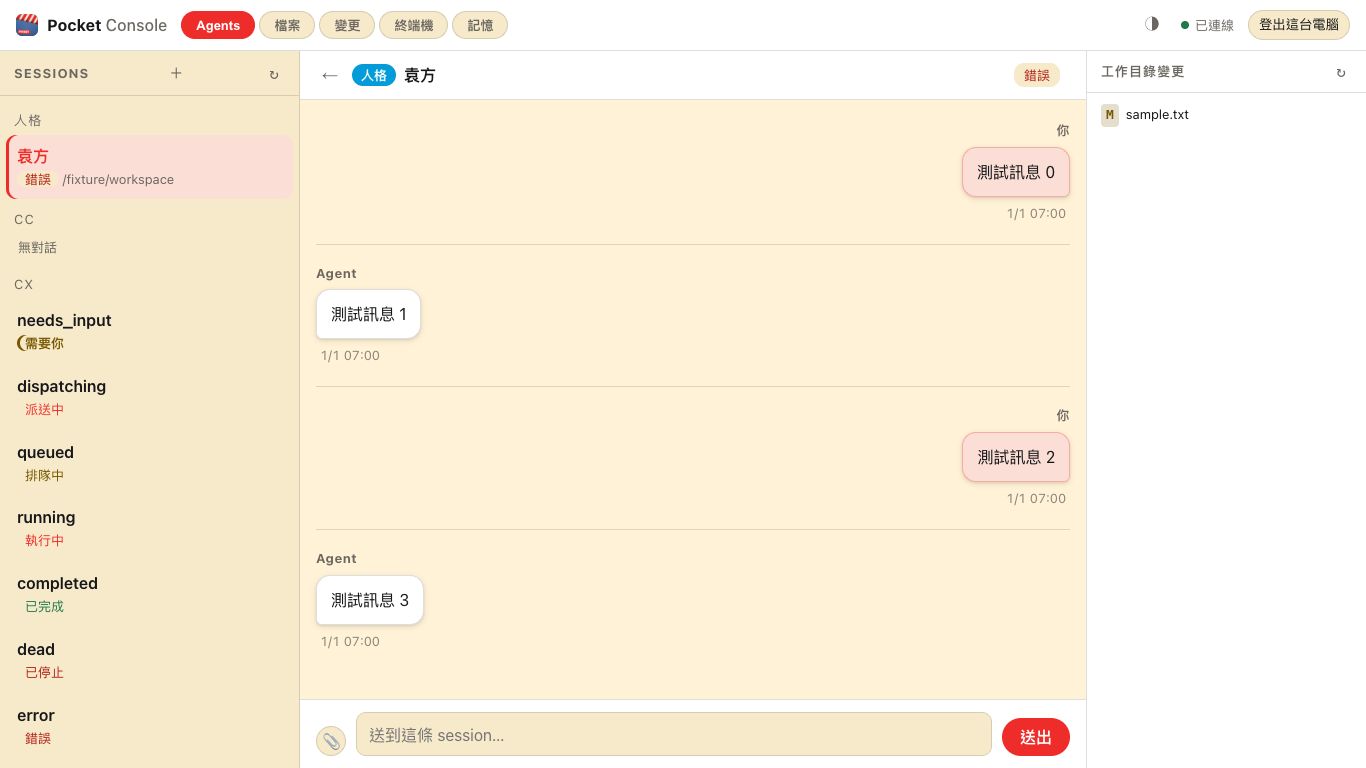 Pocket Console
Agents
檔案
變更
終端機
記憶
已連線
登出這台電腦
SESSIONS
人格
袁方
錯誤 /fixture/workspace
CC
無對話
CX
needs_input
需要你
dispatching
派送中
queued
排隊中
running
執行中
completed
已完成
dead
已停止
error
錯誤
人格 袁方
錯誤
你
測試訊息 0
1/1 07:00
Agent
測試訊息 1
1/1 07:00
你
測試訊息 2
1/1 07:00
Agent
測試訊息 3
1/1 07:00
送到這條 session...
送出
工作目錄變更
M sample.txt